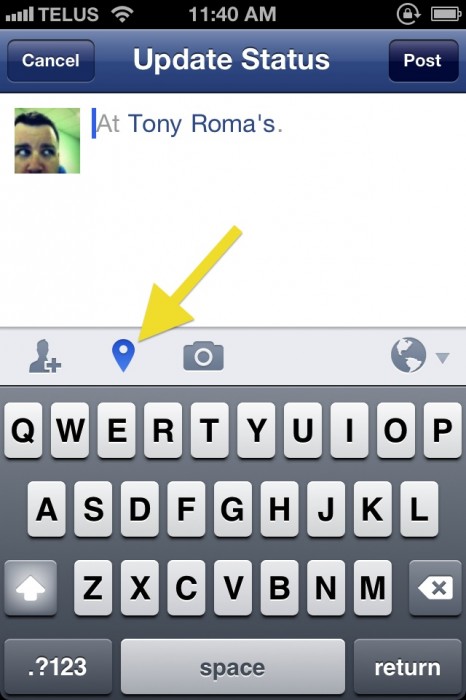 TELUS 11:40 AM
Cancel Update Status Post
At Tony Roma's.
Q W E R T Y U I O P
A S D F G H J K L
Z X C V B N M
.?123 space return